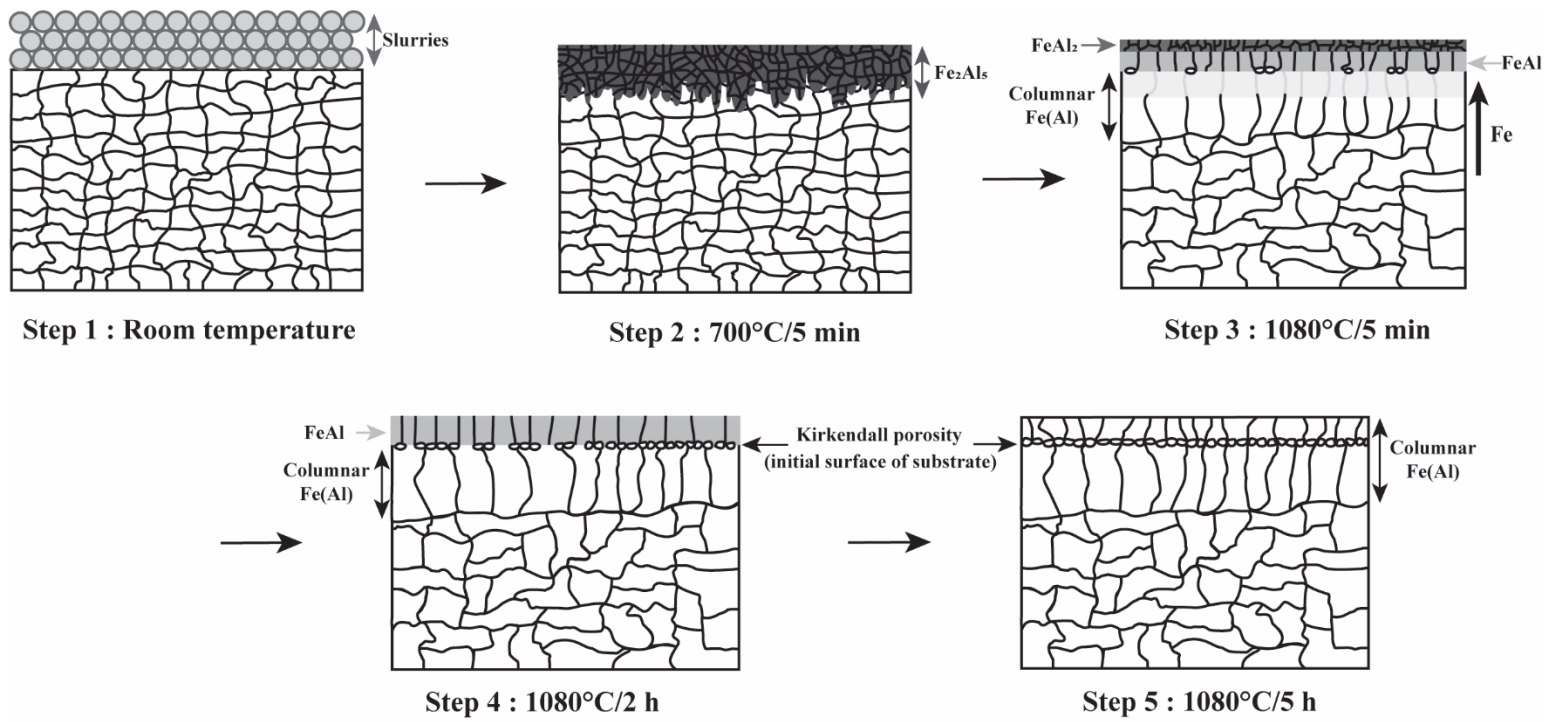 Slurries
Step 1 : Room temperature
Fe₂Al₅
Step 2 : 700°C/5 min
FeAl₂
FeAl
Columnar
Fe(Al)
Fe
Step 3 : 1080°C/5 min
FeAl
Columnar
Fe(Al)
Kirkendall porosity
(initial surface of substrate)
Step 4 : 1080°C/2 h
Columnar
Fe(Al)
Step 5 : 1080°C/5 h